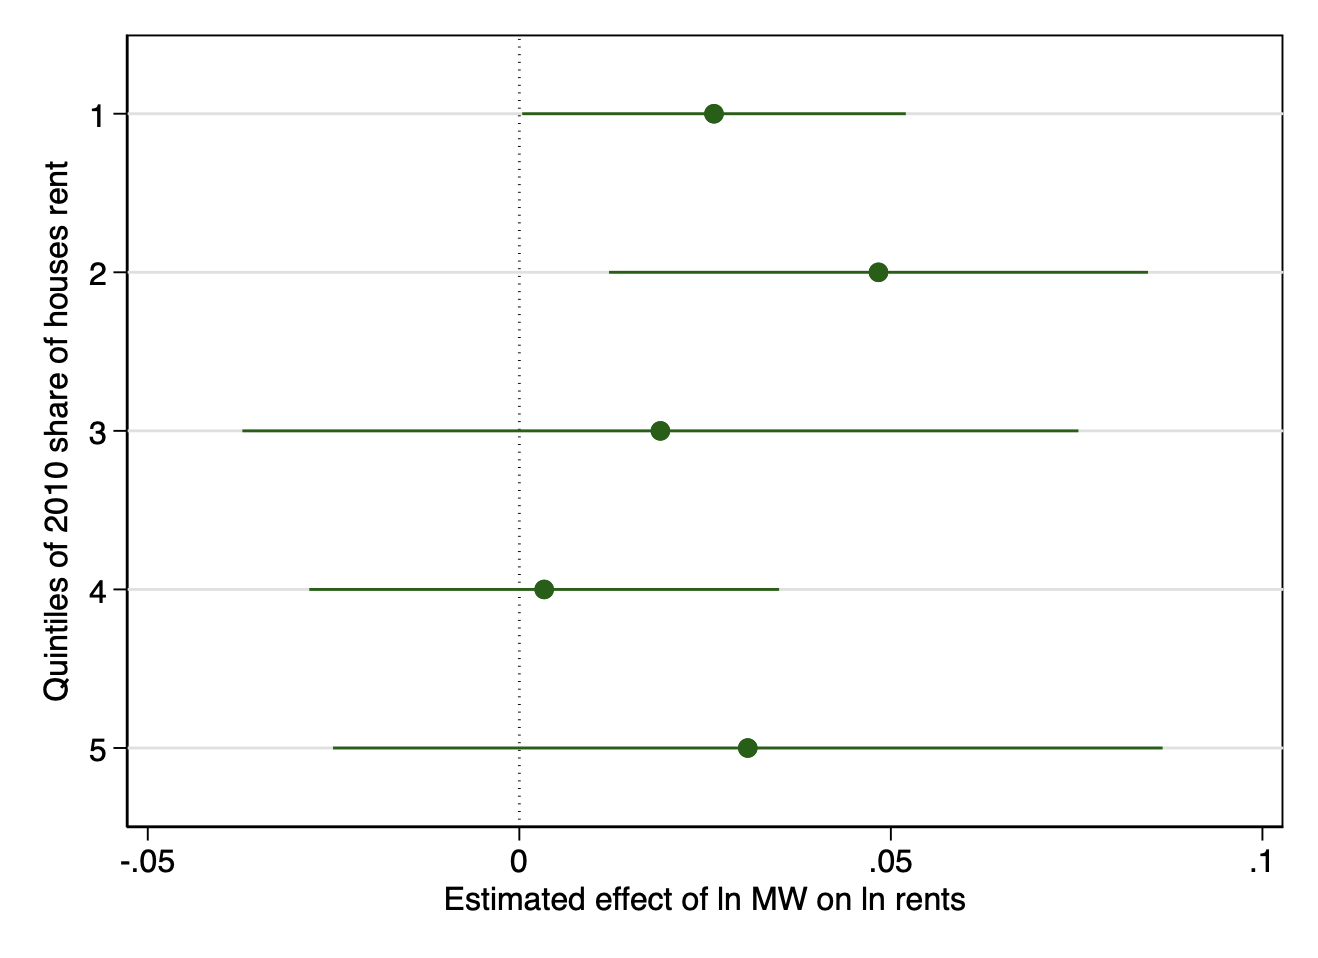 Quintiles of 2010 share of houses rent
1
2
3
4
5
-.05 0 .05 .1
Estimated effect of ln MW on ln rents